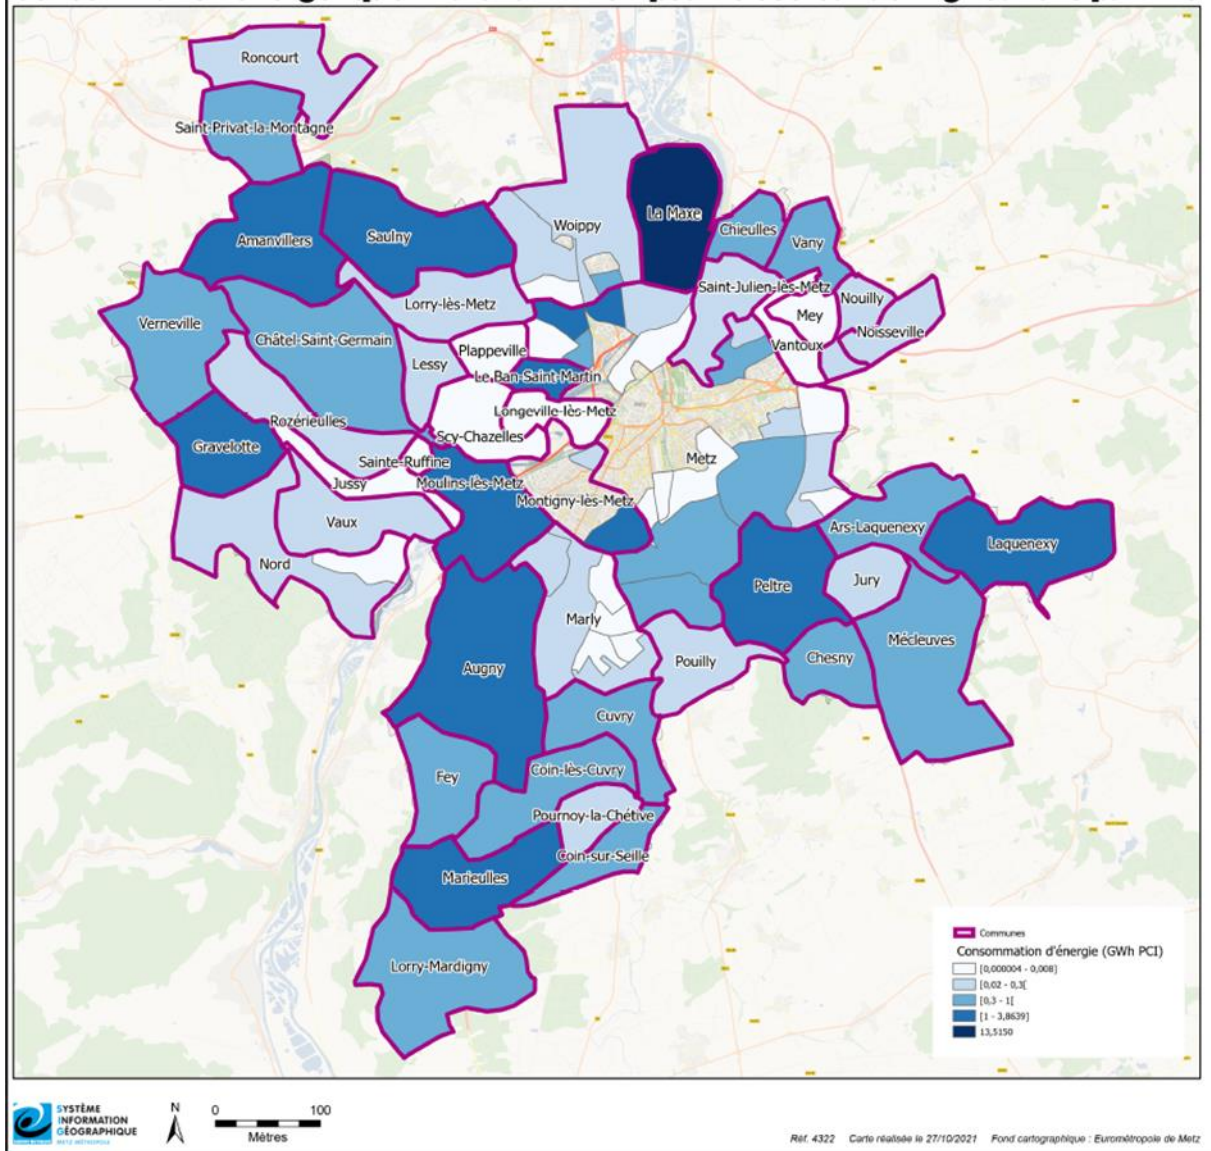 Roncourt
Saint-Privat-la-Montagne
Woippy
La Maxe
Amanvillers
Saulny
Chieulles
Vany
Saint-Julien-lès-Metz
Nouilly
Lorry-lès-Metz
Mey
Verneville
Noisseville
Châtel-Saint-Germain
Vantoux
Plappeville
Lessy
Le Ban-Saint-Martin
Longeville-lès-Metz
Rozérieulles
Scy-Chazelles
Gravelotte
Sainte-Ruffine
Metz
Jussy
Moulins-lès-Metz
Montigny-lès-Metz
Vaux
Ars-Laquenexy
Laquenexy
Nord
Jury
Peltre
Marly
Mécleuves
Pouilly
Chesny
Augny
Cuvry
Fey
Coin-lès-Cuvry
Pournoy-la-Chétive
Coin-sur-Seille
Marieulles
Lorry-Mardigny
Communes
Consommation d'énergie (GWh PCI)
[0,000004 - 0,008]
[0,02 - 0,3[
[0,3 - 1[
[1 - 3,8639]
13,5150
SYSTÈME
INFORMATION
GÉOGRAPHIQUE
METZ MÉTROPOLE
N
0 100
Mètres
Réf. 4322 Carte réalisée le 27/10/2021 Fond cartographique : Eurométropole de Metz